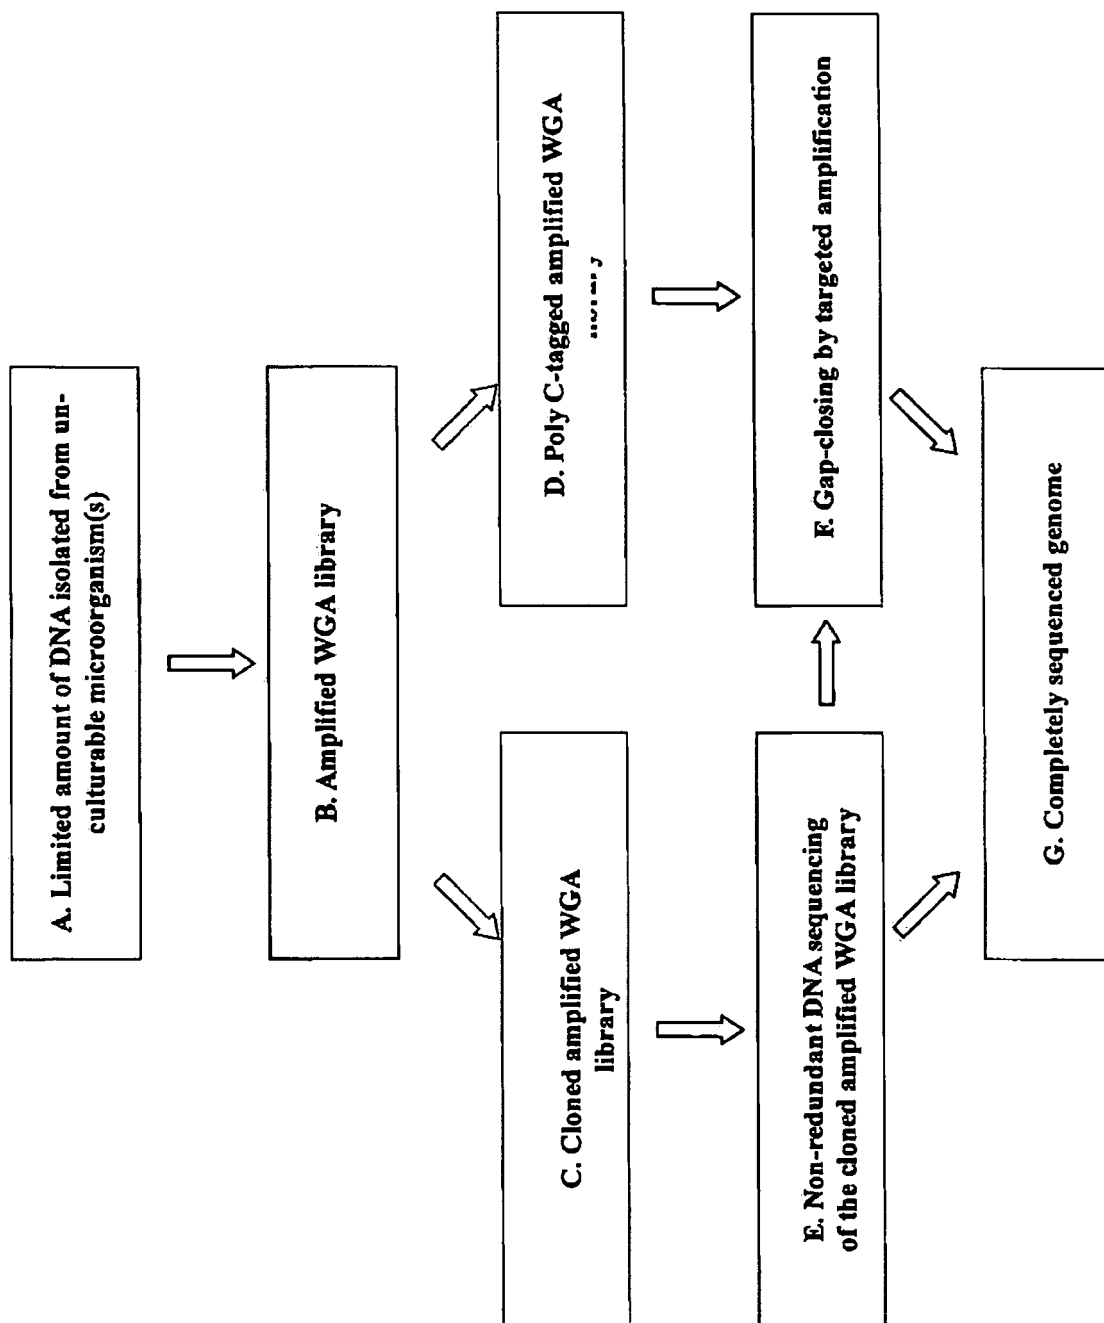 A. Limited amount of DNA isolated from un-
culturable microorganism(s)
B. Amplified WGA library
C. Cloned amplified WGA
library
D. Poly C-tagged amplified WGA
E. Non-redundant DNA sequencing
of the cloned amplified WGA library
F. Gap-closing by targeted amplification
G. Completely sequenced genome